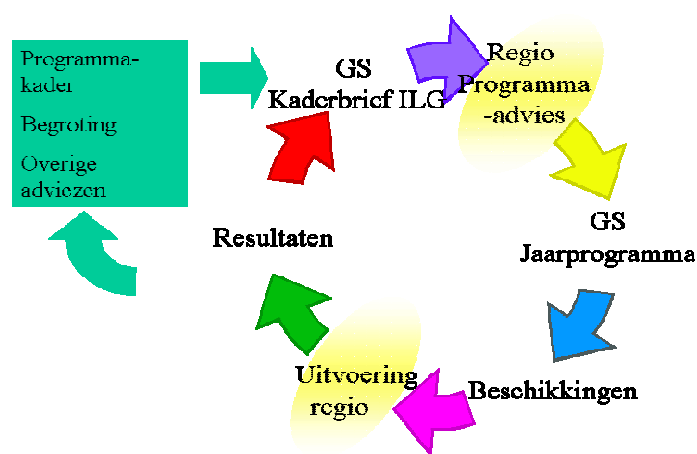 Programma-
kader
Begroting
Overige
adviezen
GS
Kaderbrief ILG
Regio
Programma
-advies
GS
Jaarprogramma
Beschikkingen
Uitvoering
regio
Resultaten